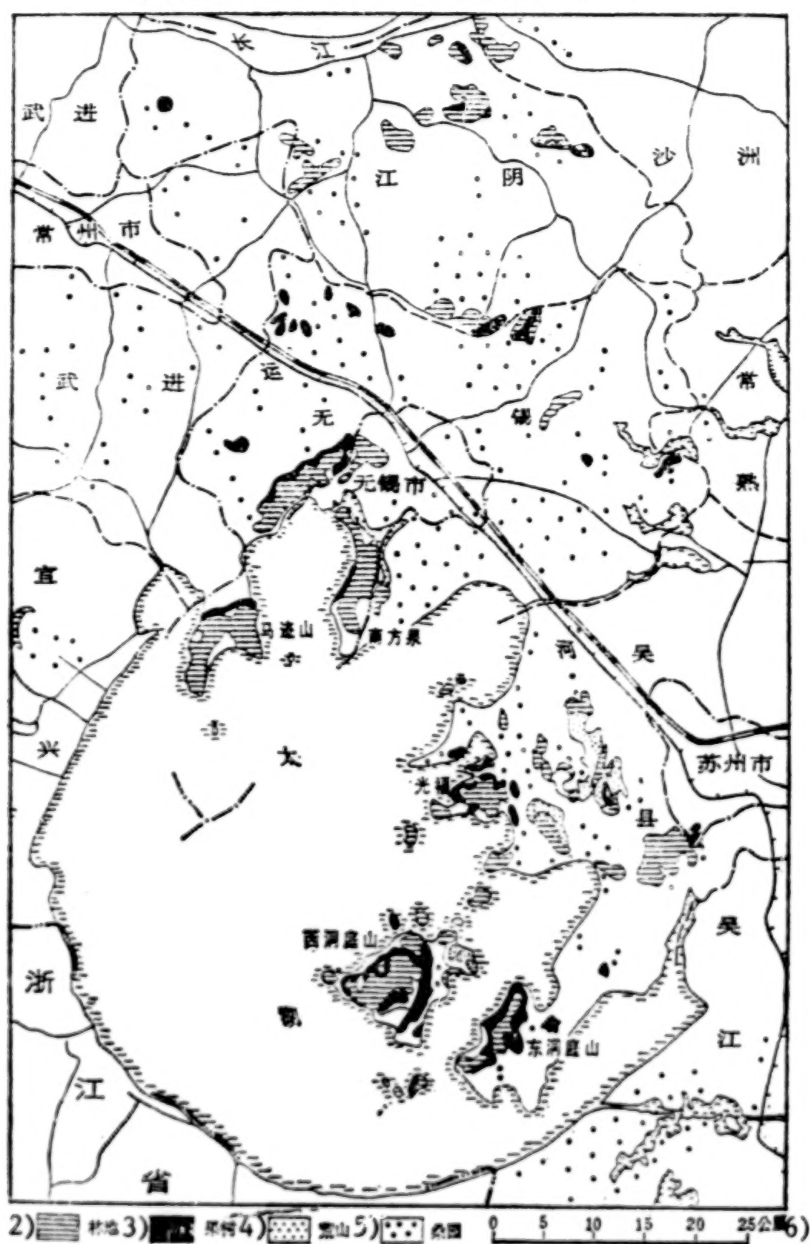 长江
武进
沙洲
江阴
常州市
武进
运
常
无锡
熟
无锡市
宜
马迹山
南方泉
河
吴
兴
太
苏州市
光福
县
西洞庭山
吴
浙
湖
东洞庭山
江
江
省
2) 林地 3) 果树 4) 荒山 5) 桑园 0 5 10 15 20 25公里 6)